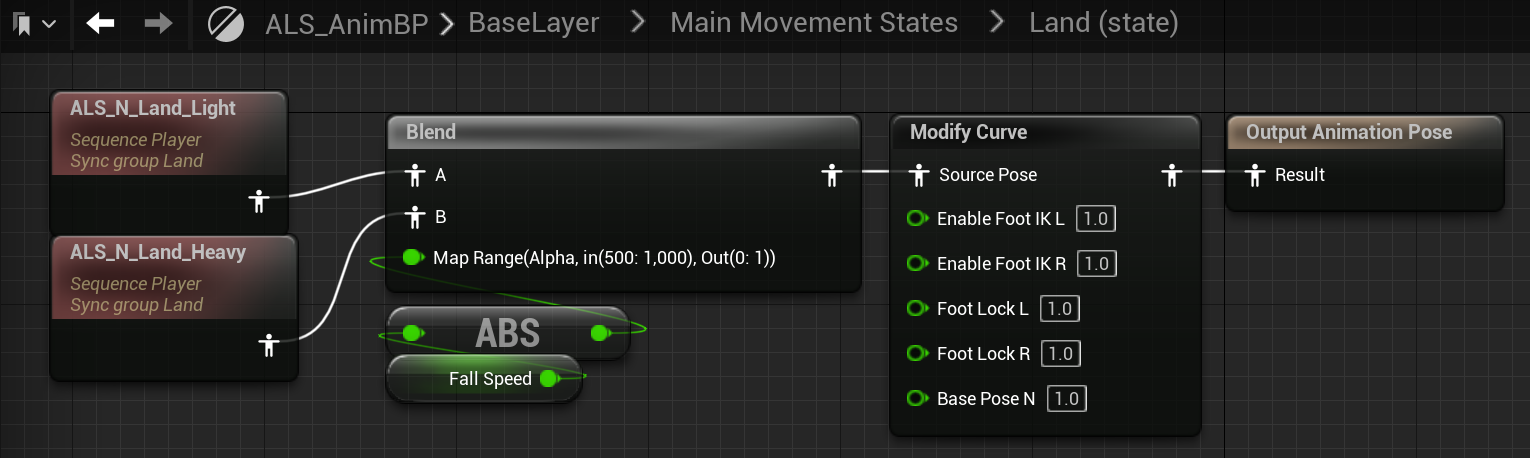 ALS_AnimBP > BaseLayer > Main Movement States > Land (state)
ALS_N_Land_Light
Sequence Player
Sync group Land
ALS_N_Land_Heavy
Sequence Player
Sync group Land
Blend
A
B
Map Range(Alpha, in(500: 1,000), Out(0: 1))
ABS
Fall Speed
Modify Curve
Source Pose
Enable Foot IK L 1.0
Enable Foot IK R 1.0
Foot Lock L 1.0
Foot Lock R 1.0
Base Pose N 1.0
Output Animation Pose
Result